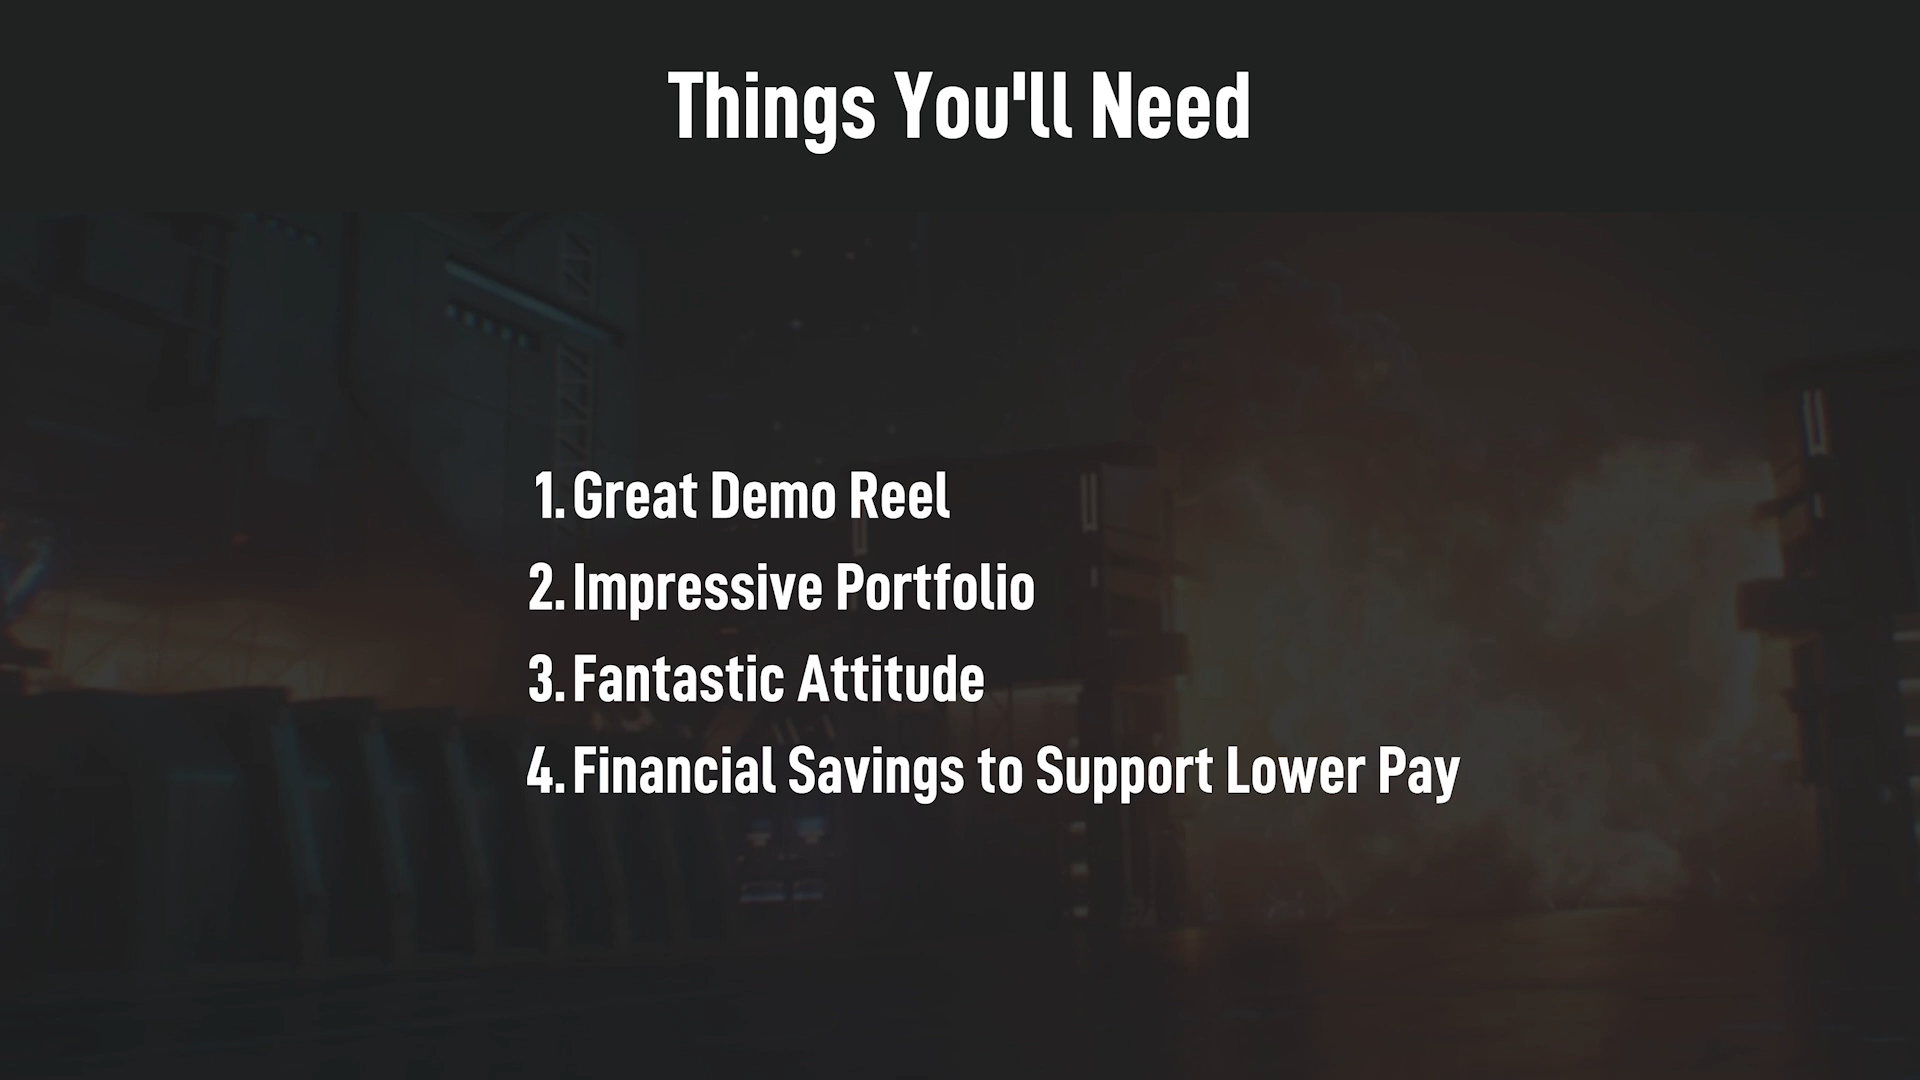 Things You'll Need
1. Great Demo Reel
2. Impressive Portfolio
3. Fantastic Attitude
4. Financial Savings to Support Lower Pay